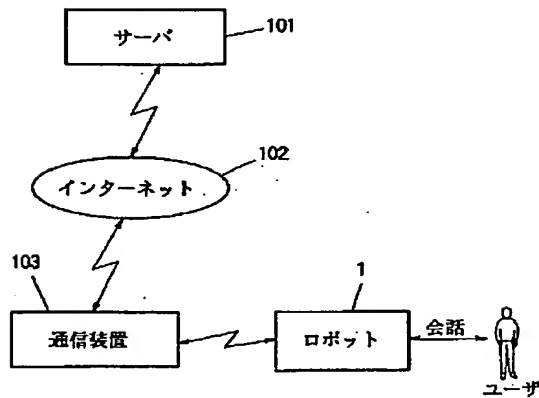 サーバ
101
102
インターネット
103
1
通信装置
ロボット
会話
ユーザ